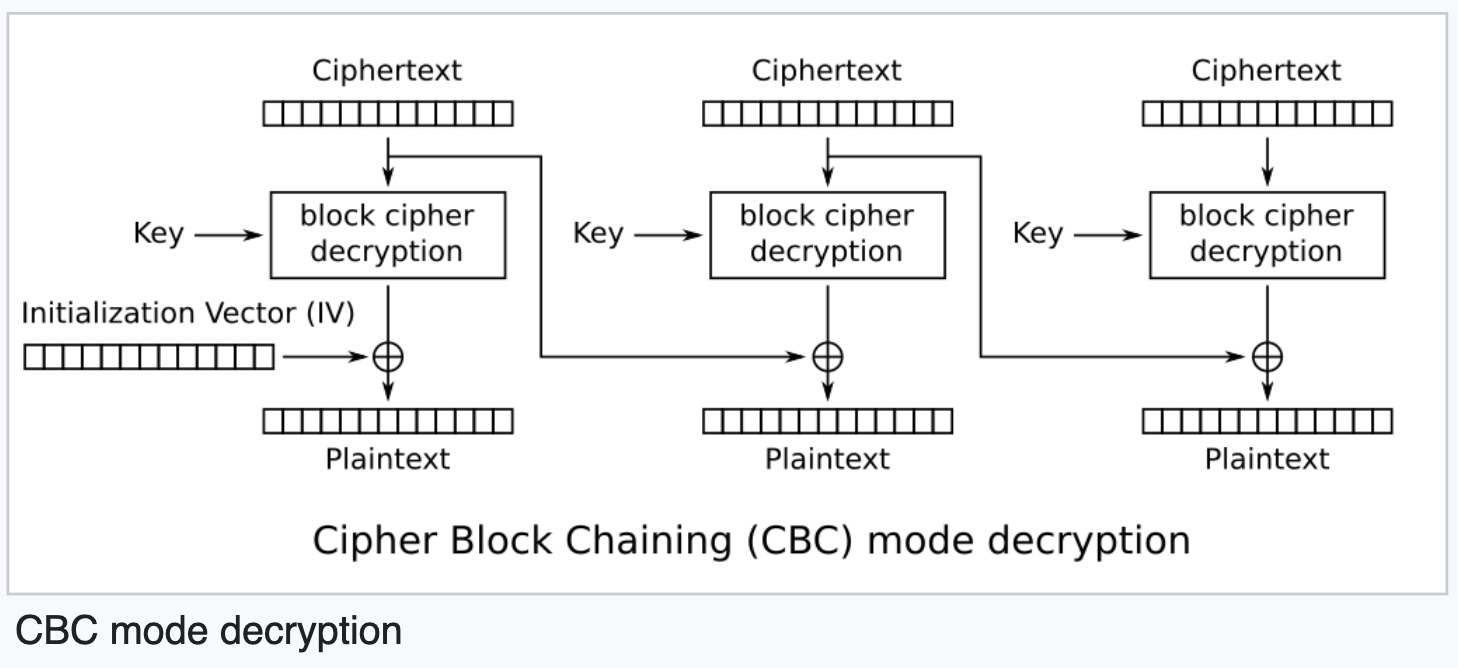 Ciphertext
Ciphertext
Ciphertext
Key
block cipher
decryption
Key
block cipher
decryption
Key
block cipher
decryption
Initialization Vector (IV)
Plaintext
Plaintext
Plaintext
Cipher Block Chaining (CBC) mode decryption
CBC mode decryption